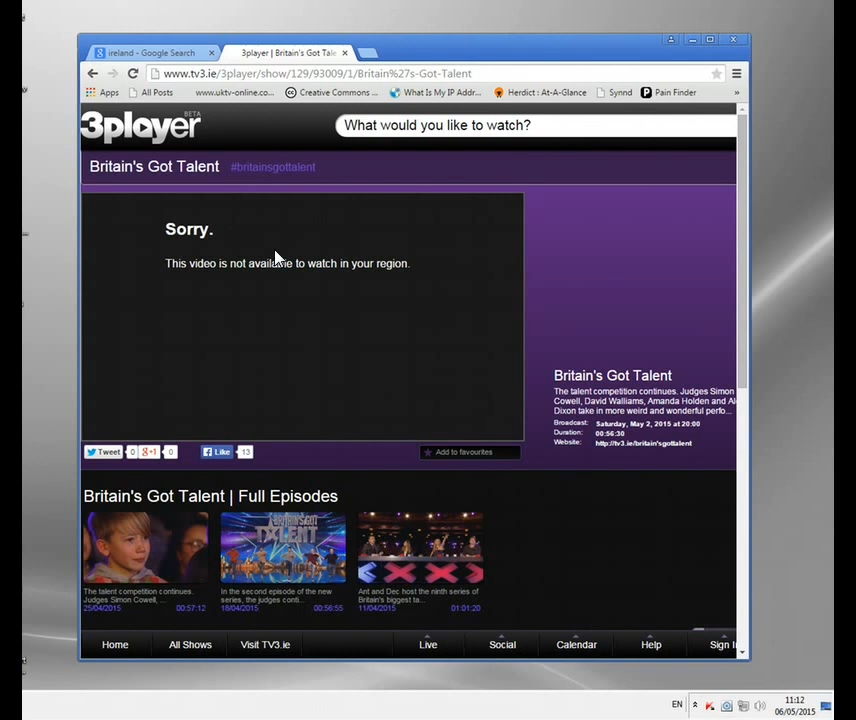 ireland - Google Search
3player | Britain's Got Tale
www.tv3.ie/3player/show/129/93009/1/Britain%27s-Got-Talent
Apps All Posts www.uktv-online.co... Creative Commons ... What Is My IP Addr... Herdict : At-A-Glance Synnd Pain Finder »
3player BETA
What would you like to watch?
Britain's Got Talent #britainsgottalent
Sorry.
This video is not available to watch in your region.
Britain's Got Talent
The talent competition continues. Judges Simon
Cowell, David Walliams, Amanda Holden and Al
Dixon take in more weird and wonderful perfo...
Broadcast: Saturday, May 2, 2015 at 20:00
Duration: 00:56:30
Website: http://tv3.ie/britain'sgottalent
Tweet 0 g+1 0 Like 13 Add to favourites
Britain's Got Talent | Full Episodes
BRITAIN'S GOT
TALENT
The talent competition continues.
Judges Simon Cowell, ...
25/04/2015 00:57:12
In the second episode of the new
series, the judges conti...
18/04/2015 00:56:55
Ant and Dec host the ninth series of
Britain's biggest ta...
11/04/2015 01:01:20
Home All Shows Visit TV3.ie Live Social Calendar Help Sign I
EN 11:12
06/05/2015